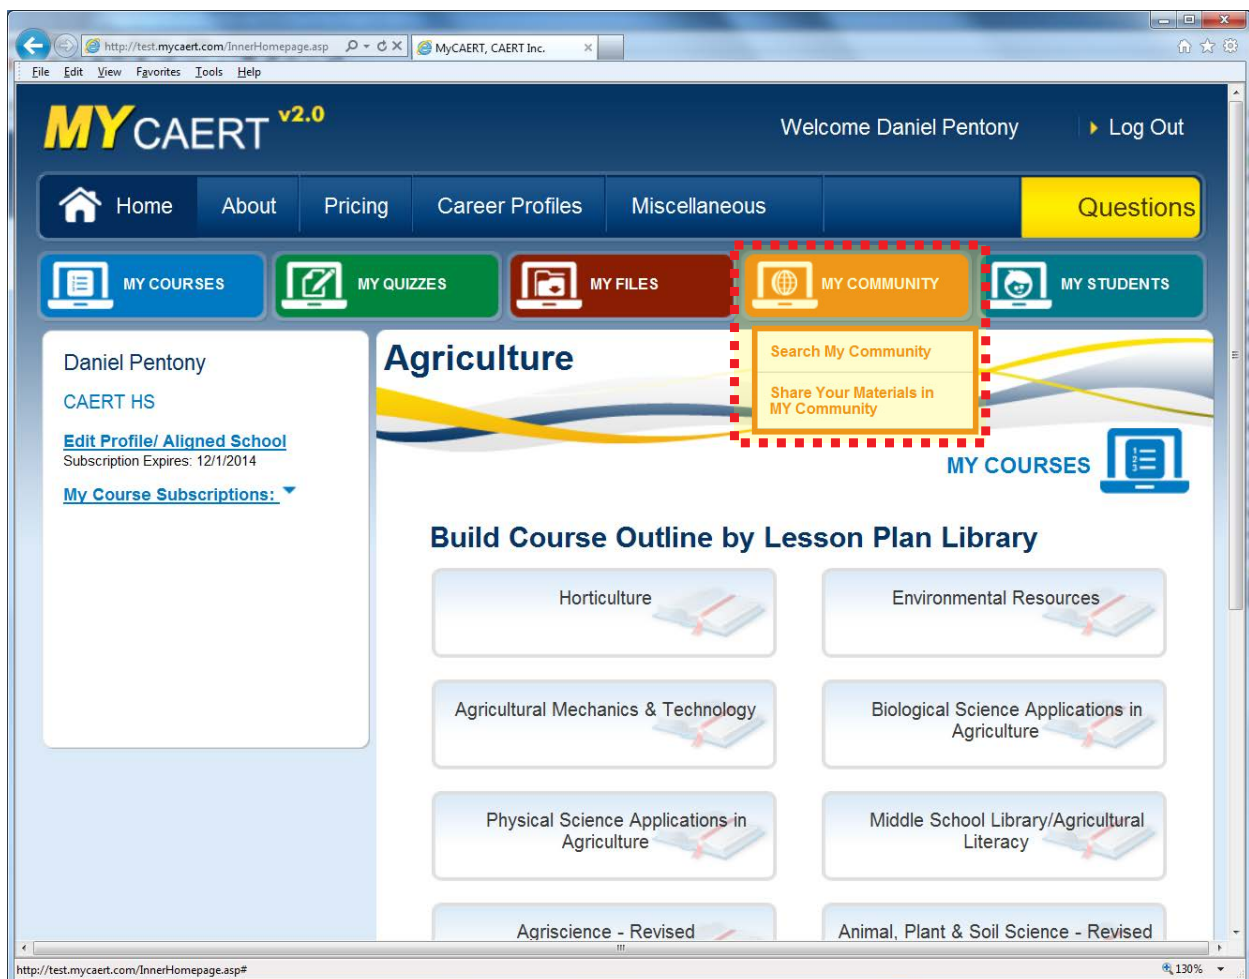 http://test.mycaert.com/InnerHomepage.asp
MyCAERT, CAERT Inc.
File Edit View Favorites Tools Help
MYCAERT v2.0
Welcome Daniel Pentony
Log Out
Home
About
Pricing
Career Profiles
Miscellaneous
Questions
MY COURSES
MY QUIZZES
MY FILES
MY COMMUNITY
MY STUDENTS
Daniel Pentony
CAERT HS
Edit Profile/ Aligned School
Subscription Expires: 12/1/2014
My Course Subscriptions:
Agriculture
Search My Community
Share Your Materials in
MY Community
MY COURSES
1
2
3
Build Course Outline by Lesson Plan Library
Horticulture
Environmental Resources
Agricultural Mechanics & Technology
Biological Science Applications in
Agriculture
Physical Science Applications in
Agriculture
Middle School Library/Agricultural
Literacy
Agriscience - Revised
Animal, Plant & Soil Science - Revised
http://test.mycaert.com/InnerHomepage.asp#
130%